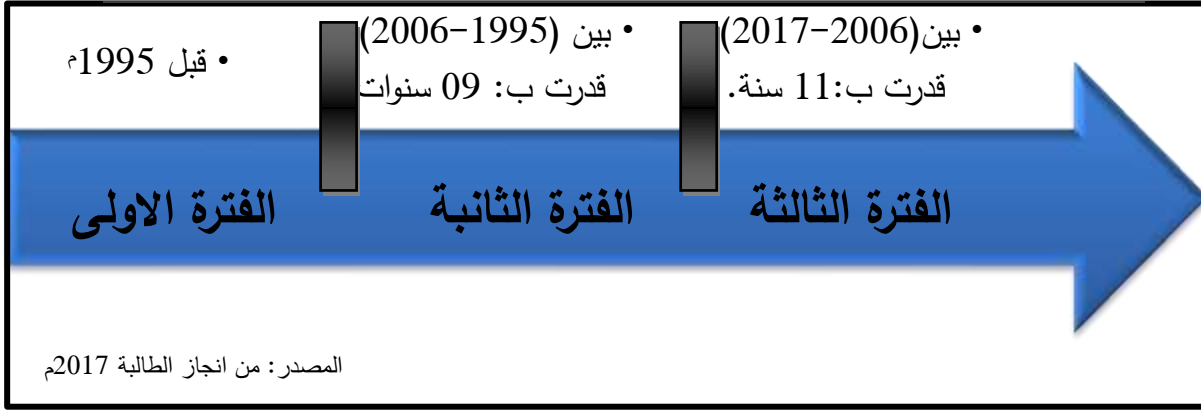 • قبل 1995م
• بين (1995-2006)
قدرت ب: 09 سنوات
• بين(2006-2017)
قدرت ب:11 سنة.
الفترة الاولى
الفترة الثانبة
الفترة الثالثة
المصدر: من انجاز الطالبة 2017م